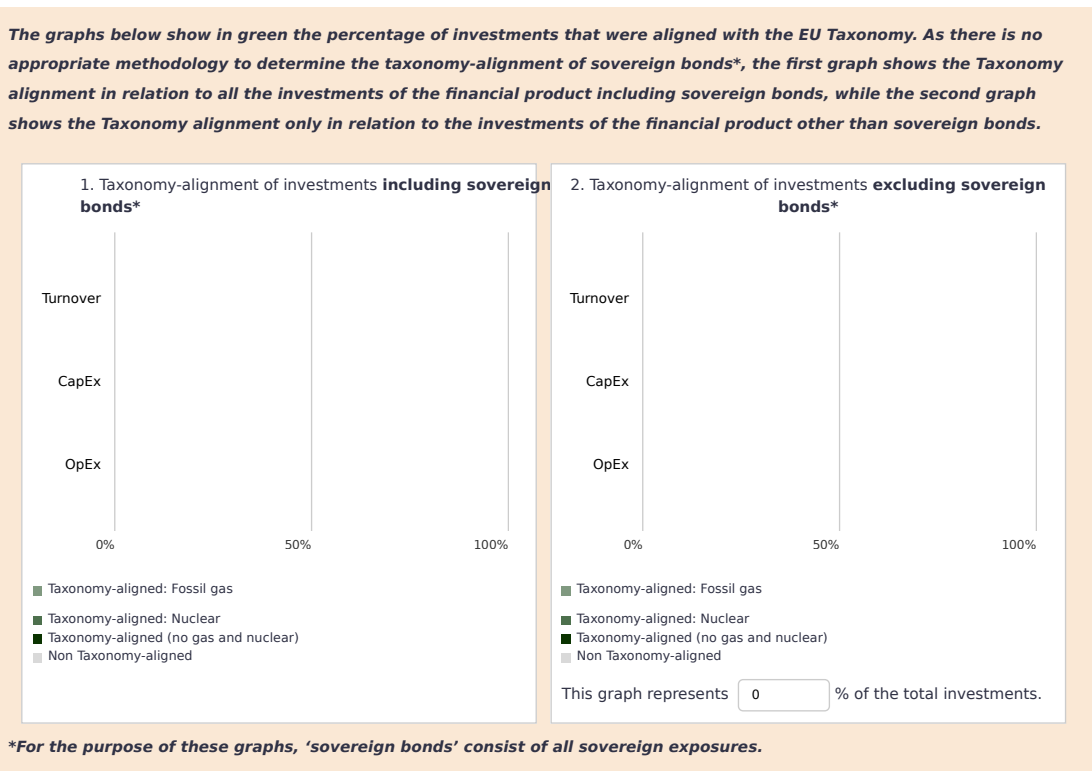 The graphs below show in green the percentage of investments that were aligned with the EU Taxonomy. As there is no
appropriate methodology to determine the taxonomy-alignment of sovereign bonds*, the first graph shows the Taxonomy
alignment in relation to all the investments of the financial product including sovereign bonds, while the second graph
shows the Taxonomy alignment only in relation to the investments of the financial product other than sovereign bonds.
1. Taxonomy-alignment of investments including sovereign
bonds*
Turnover
CapEx
OpEx
0% 50% 100%
Taxonomy-aligned: Fossil gas
Taxonomy-aligned: Nuclear
Taxonomy-aligned (no gas and nuclear)
Non Taxonomy-aligned
2. Taxonomy-alignment of investments excluding sovereign
bonds*
Turnover
CapEx
OpEx
0% 50% 100%
Taxonomy-aligned: Fossil gas
Taxonomy-aligned: Nuclear
Taxonomy-aligned (no gas and nuclear)
Non Taxonomy-aligned
This graph represents 0 % of the total investments.
*For the purpose of these graphs, ‘sovereign bonds’ consist of all sovereign exposures.